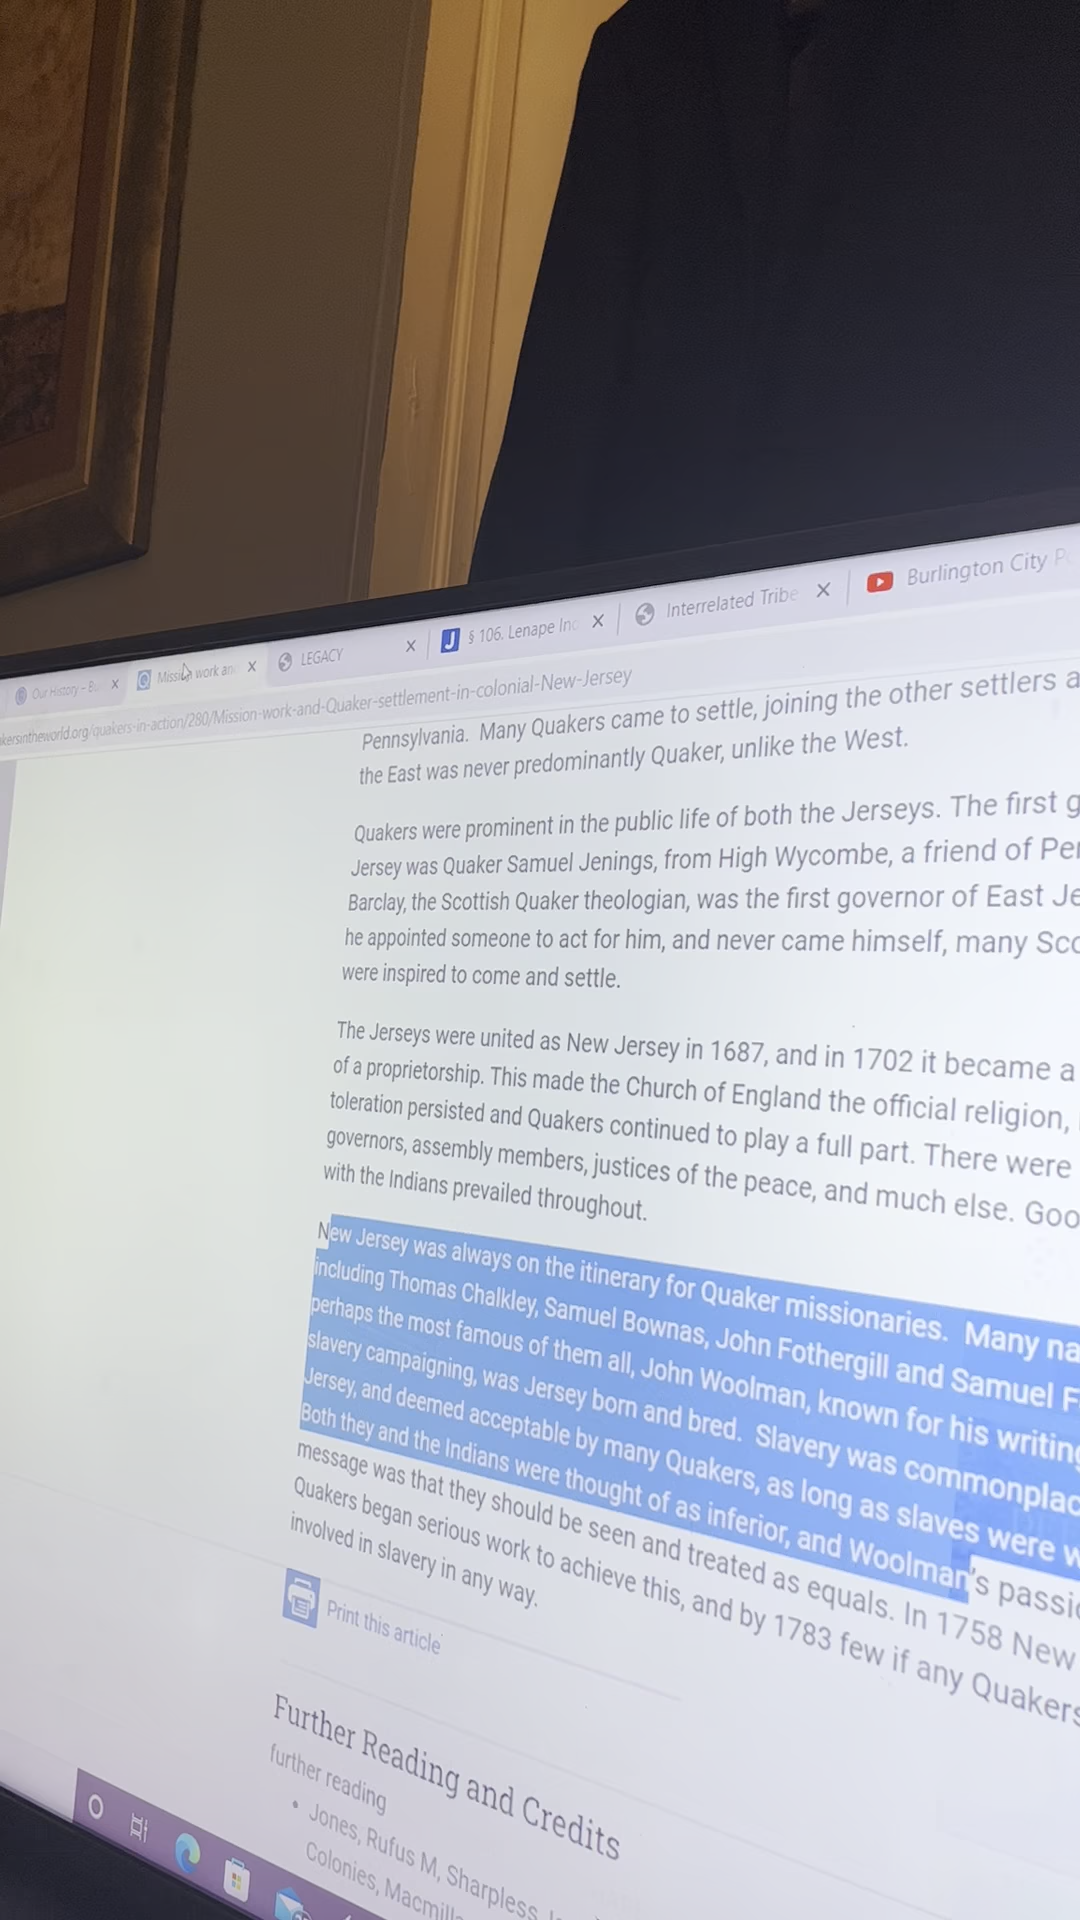 Our History – B
Mission work an
LEGACY
§ 106. Lenape Ind
Interrelated Tribe
Burlington City P
kersintheworld.org/quakers-in-action/280/Mission-work-and-Quaker-settlement-in-colonial-New-Jersey
Pennsylvania. Many Quakers came to settle, joining the other settlers a
the East was never predominantly Quaker, unlike the West.
Quakers were prominent in the public life of both the Jerseys. The first g
Jersey was Quaker Samuel Jenings, from High Wycombe, a friend of Pe
Barclay, the Scottish Quaker theologian, was the first governor of East Je
he appointed someone to act for him, and never came himself, many Sco
were inspired to come and settle.
The Jerseys were united as New Jersey in 1687, and in 1702 it became a
of a proprietorship. This made the Church of England the official religion,
toleration persisted and Quakers continued to play a full part. There were
governors, assembly members, justices of the peace, and much else. Goo
with the Indians prevailed throughout.
New Jersey was always on the itinerary for Quaker missionaries. Many na
including Thomas Chalkley, Samuel Bownas, John Fothergill and Samuel F
perhaps the most famous of them all, John Woolman, known for his writing
slavery campaigning, was Jersey born and bred. Slavery was commonplac
Jersey, and deemed acceptable by many Quakers, as long as slaves were w
Both they and the Indians were thought of as inferior, and Woolman's passi
message was that they should be seen and treated as equals. In 1758 New
Quakers began serious work to achieve this, and by 1783 few if any Quakers
involved in slavery in any way.
Print this article
Further Reading and Credits
further reading
• Jones, Rufus M, Sharpless,
Colonies, Macmill